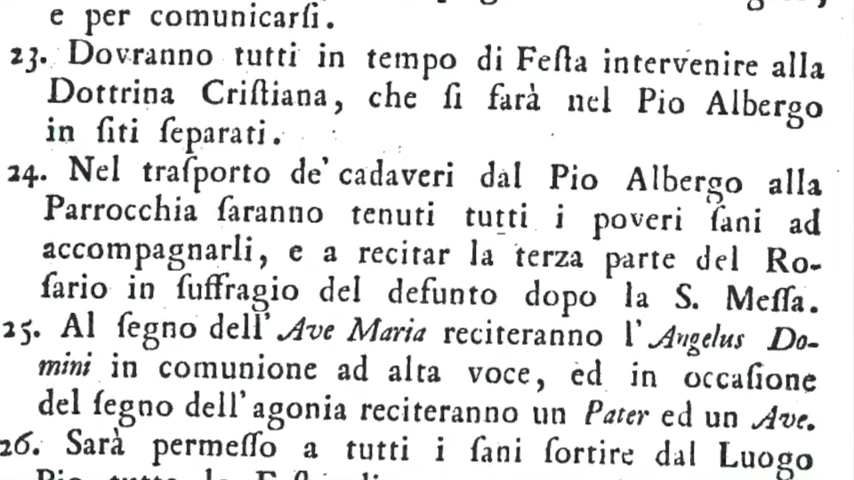 e per comunicarſi.
23. Dovranno tutti in tempo di Feſta intervenire alla
Dottrina Criſtiana, che ſi farà nel Pio Albergo
in ſiti ſeparati.
24. Nel traſporto de' cadaveri dal Pio Albergo alla
Parrocchia ſaranno tenuti tutti i poveri ſani ad
accompagnarli, e a recitar la terza parte del Ro-
ſario in ſuffragio del defunto dopo la S. Meſſa.
25. Al ſegno dell' Ave Maria reciteranno l' Angelus Do-
mini in comunione ad alta voce, ed in occaſione
del ſegno dell' agonia reciteranno un Pater ed un Ave.
26. Sarà permeſſo a tutti i ſani ſortire dal Luogo